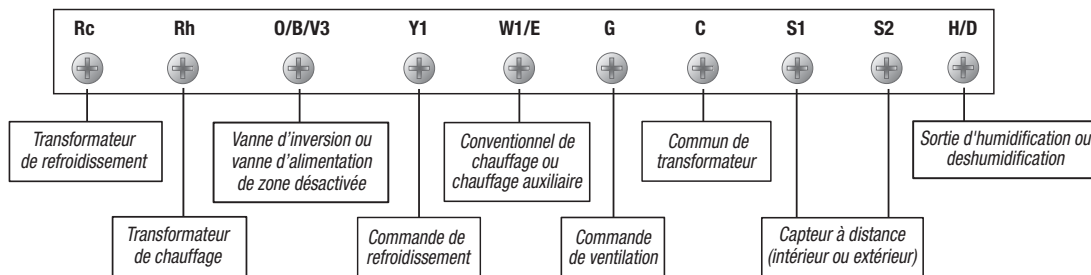 Rc Rh O/B/V3 Y1 W1/E G C S1 S2 H/D
Transformateur
de refroidissement
Vanne d'inversion ou
vanne d'alimentation
de zone désactivée
Conventionnel de
chauffage ou
chauffage auxiliaire
Commun de
transformateur
Sortie d'humidification ou
deshumidification
Transformateur
de chauffage
Commande de
refroidissement
Commande
de ventilation
Capteur à distance
(intérieur ou extérieur)